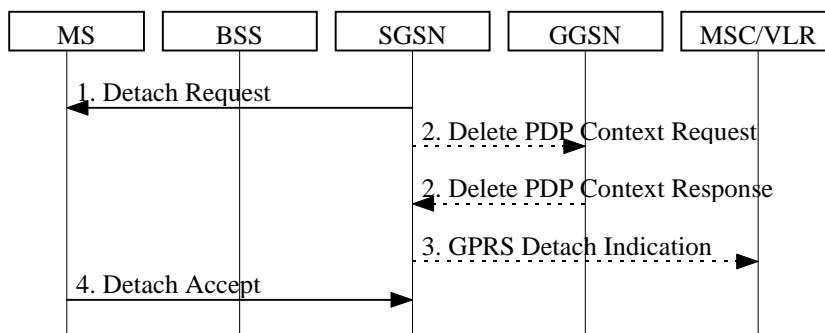 MS BSS SGSN GGSN MSC/VLR
1. Detach Request
2. Delete PDP Context Request
2. Delete PDP Context Response
3. GPRS Detach Indication
4. Detach Accept